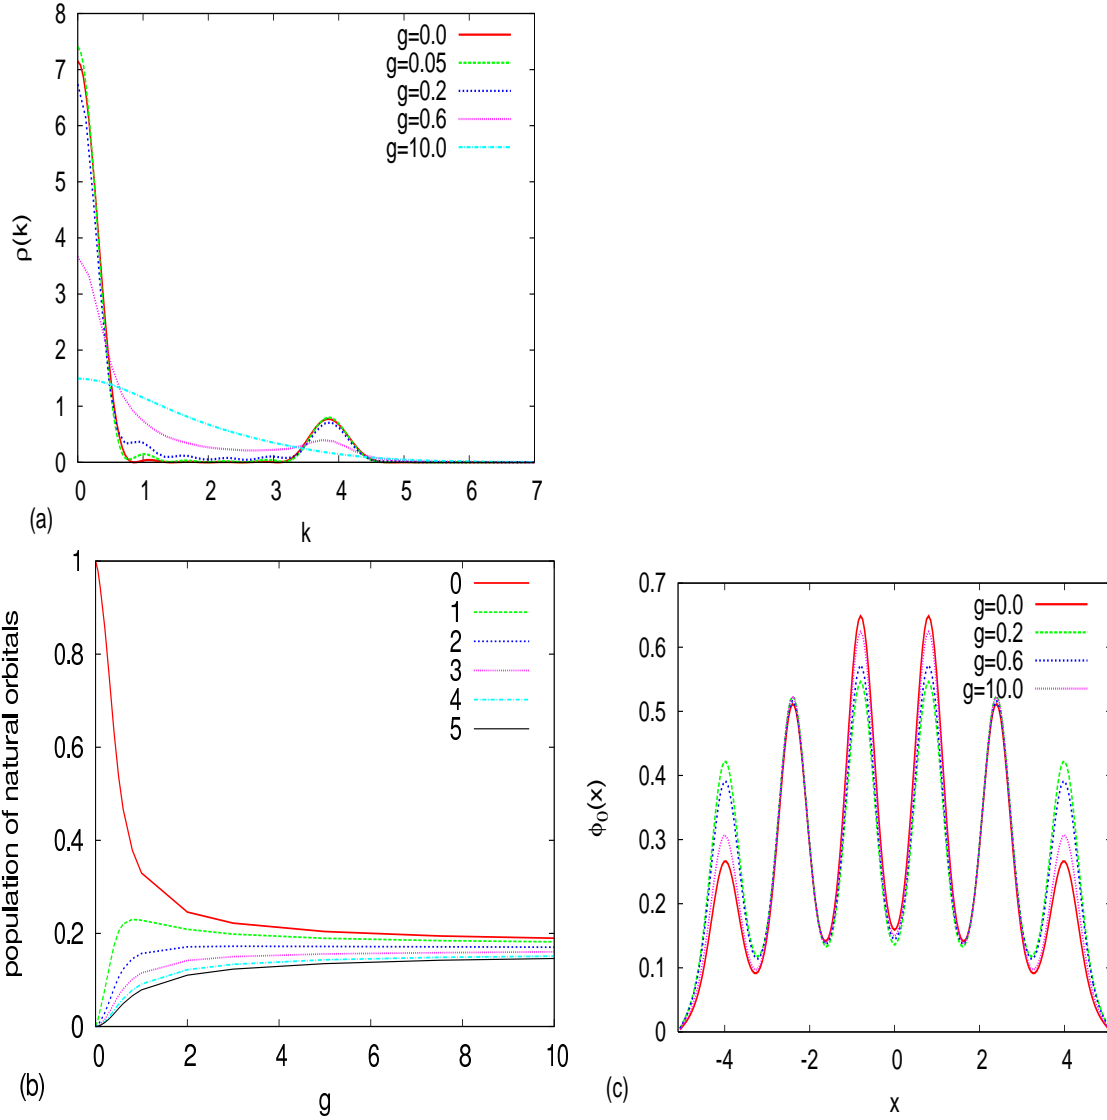 8
7
6
5
4
3
2
1
0
ρ(k)
g=0.0
g=0.05
g=0.2
g=0.6
g=10.0
0 1 2 3 4 5 6 7
k
(a)
1
0.8
0.6
0.4
0.2
0
population of natural orbitals
0
1
2
3
4
5
0 2 4 6 8 10
g
(b)
0.7
0.6
0.5
0.4
0.3
0.2
0.1
0
ϕ0(x)
g=0.0
g=0.2
g=0.6
g=10.0
-4 -2 0 2 4
x
(c)